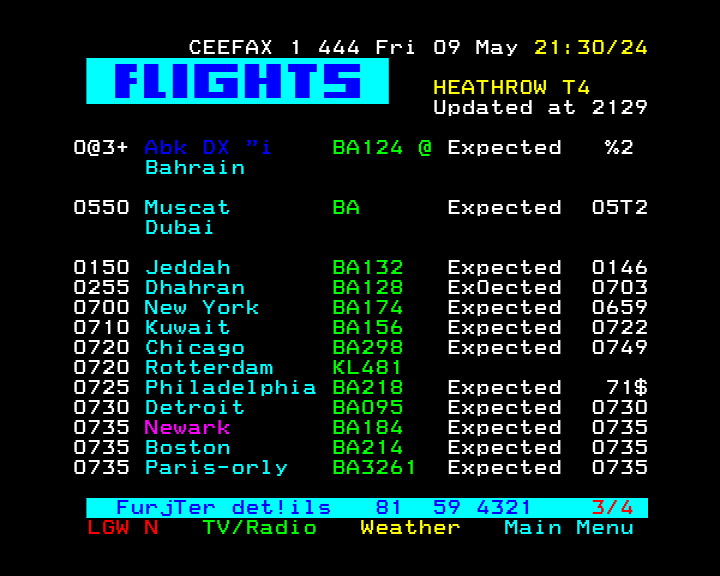 CEEFAX 1 444 Fri 09 May 21:30/24
FLIGHTS
HEATHROW T4
Updated at 2129
0@3+ Abk DX "i BA124 @ Expected %2
Bahrain
0550 Muscat BA Expected 05T2
Dubai
0150 Jeddah BA132 Expected 0146
0255 Dhahran BA128 Ex0ected 0703
0700 New York BA174 Expected 0659
0710 Kuwait BA156 Expected 0722
0720 Chicago BA298 Expected 0749
0720 Rotterdam KL481
0725 Philadelphia BA218 Expected 71$
0730 Detroit BA095 Expected 0730
0735 Newark BA184 Expected 0735
0735 Boston BA214 Expected 0735
0735 Paris-orly BA3261 Expected 0735
FurjTer det!ils 81 59 4321 3/4
LGW N TV/Radio Weather Main Menu